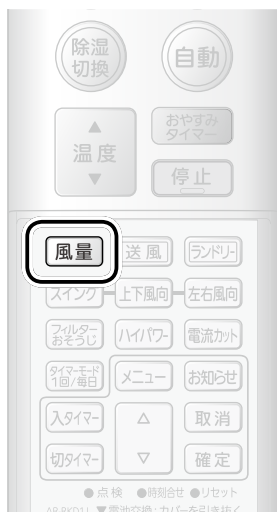 除湿
切換
自動
▲
温度
▼
おやすみ
タイマー
停止
風量
送風
ランドリー
スイング
上下風向
左右風向
フィルター
おそうじ
ハイパワー
電流カット
タイマーモード
1回/毎日
メニュー
お知らせ
入タイマー
△
取消
切タイマー
▽
確定
●点検 ●時刻合せ ●リセット
▼電池交換:カバーを引き抜く